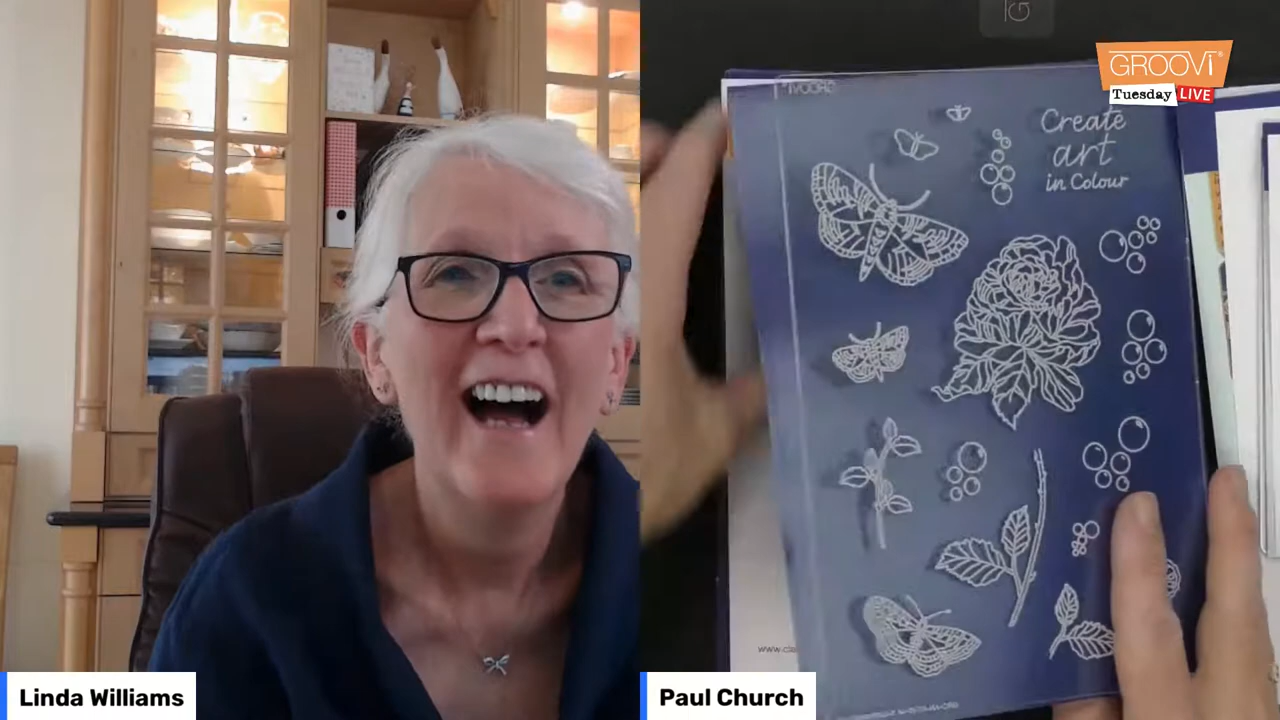 GROOVI®
Tuesday LIVE
Create
art
in Colour
Linda Williams
Paul Church